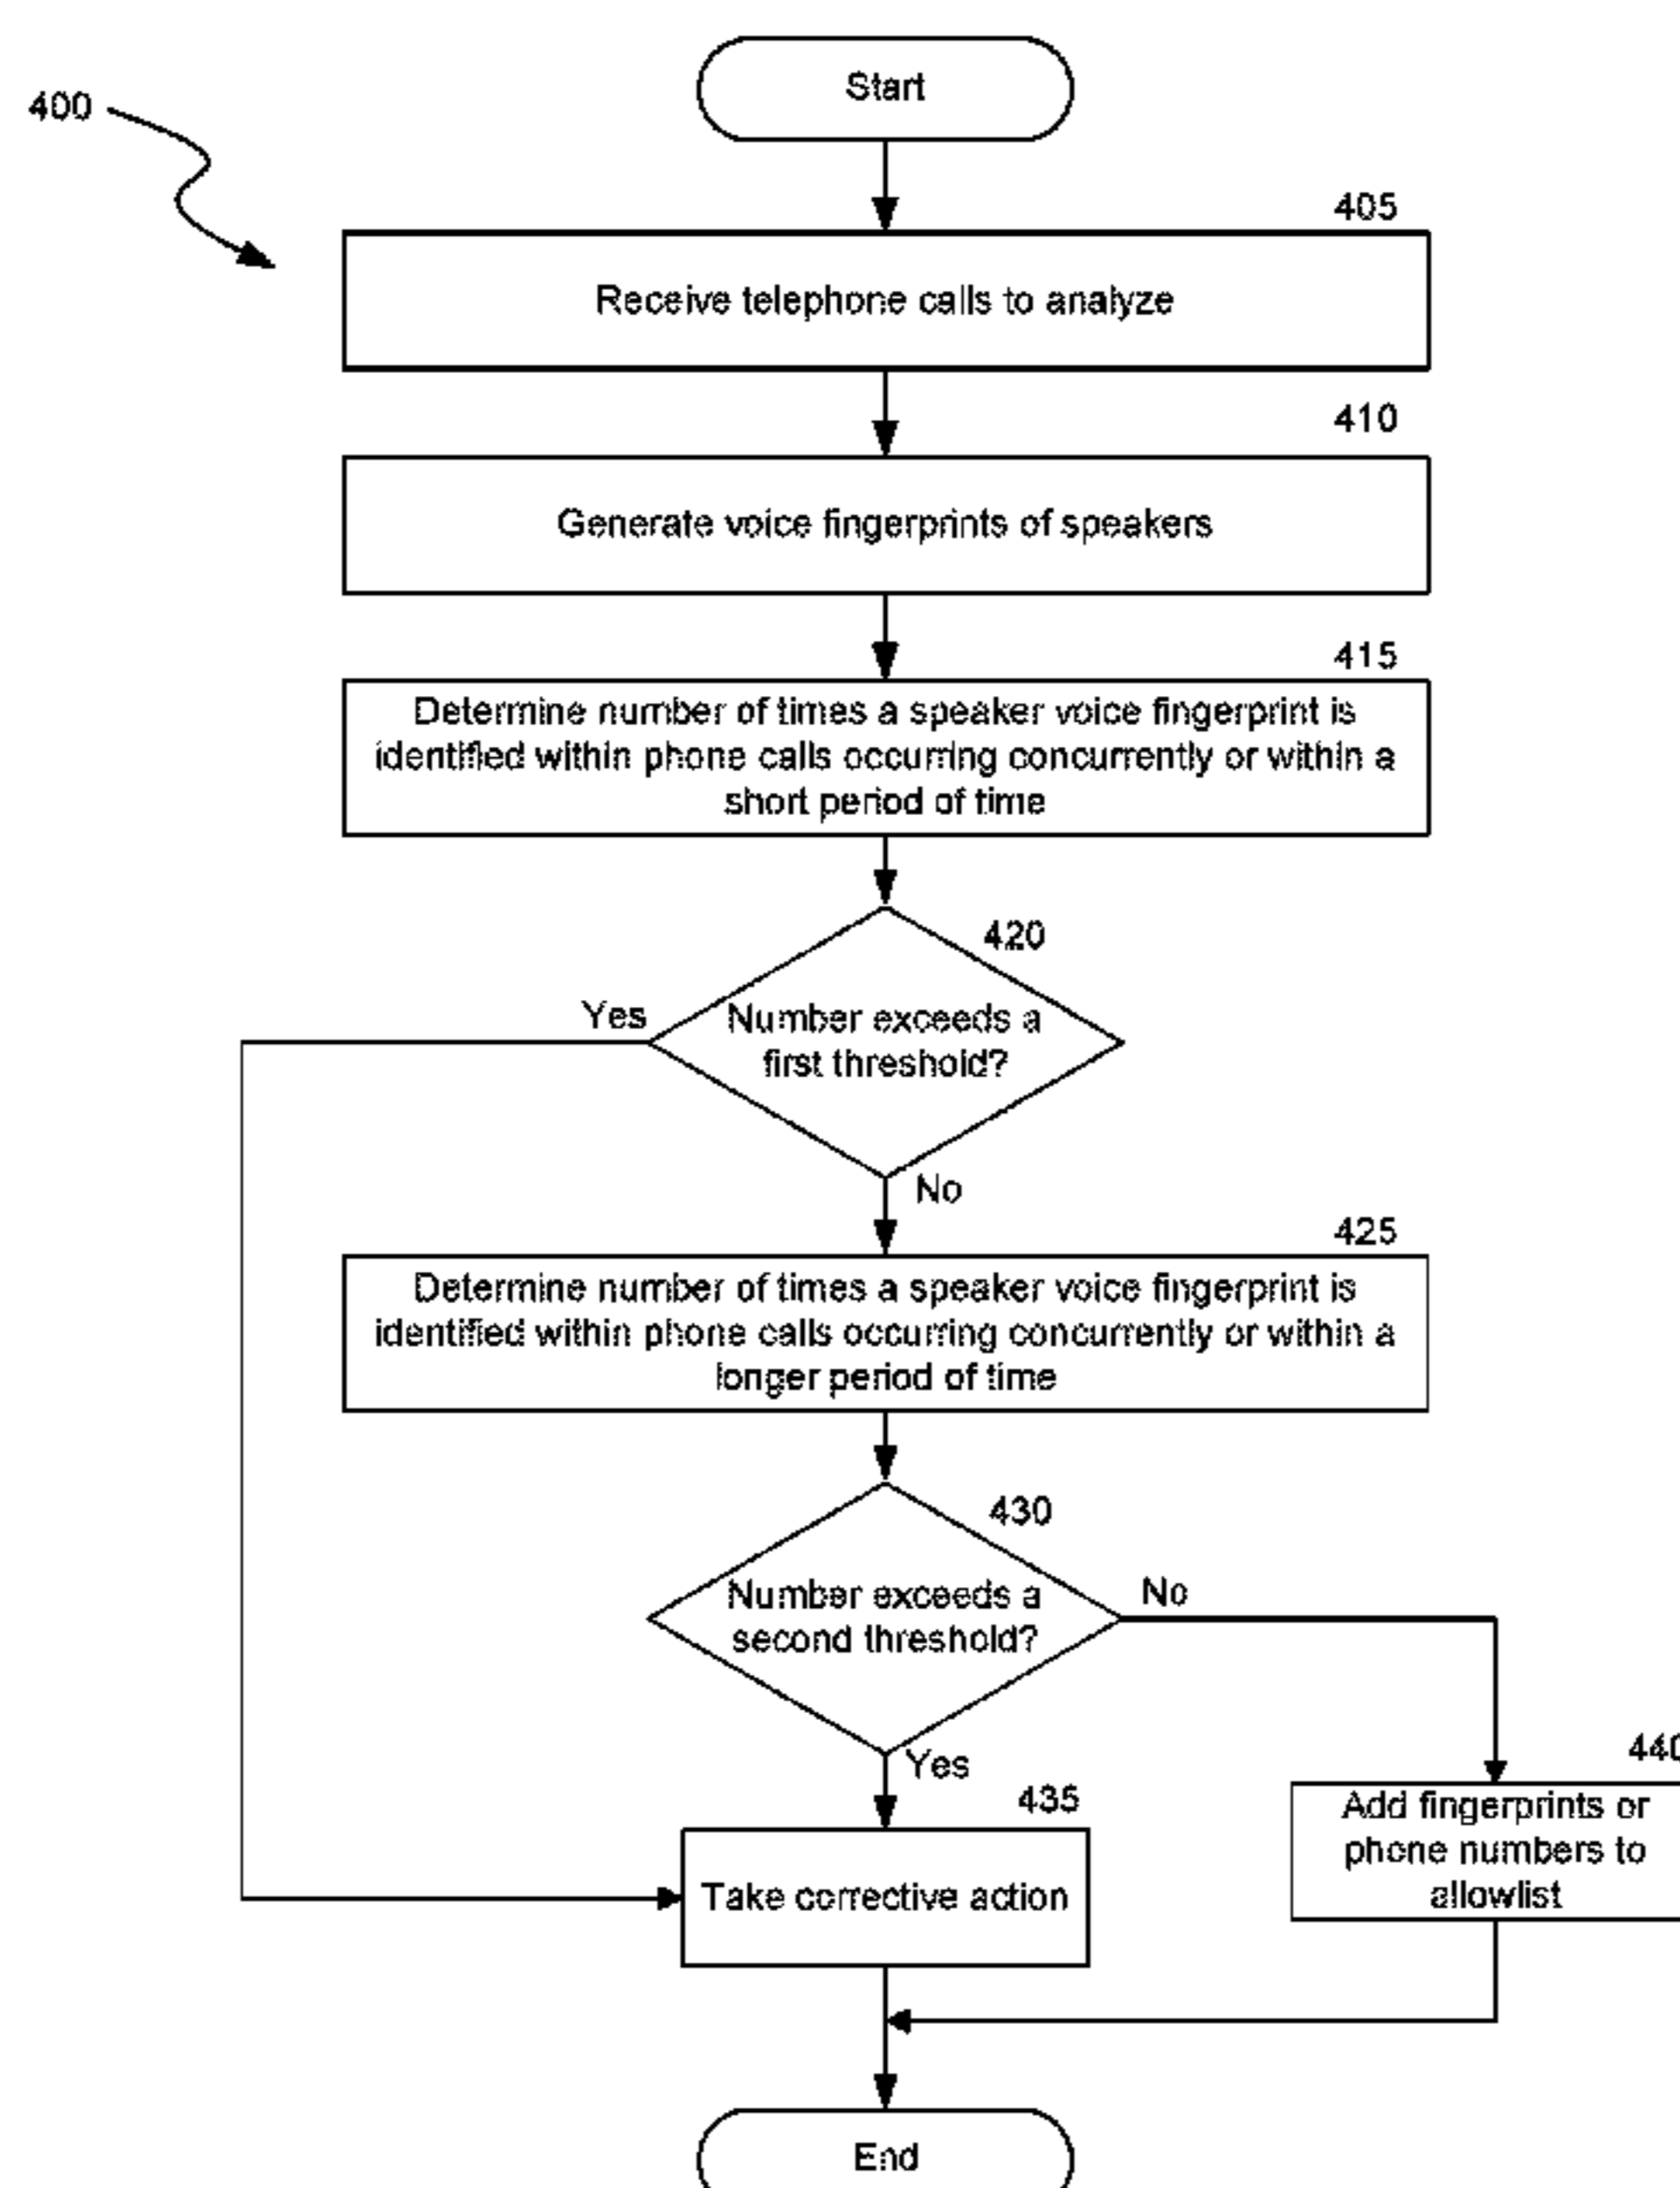 Start
400
405
Receive telephone calls to analyze
410
Generate voice fingerprints of speakers
415
Determine number of times a speaker voice fingerprint is
identified within phone calls occurring concurrently or within a
short period of time
420
Yes
Number exceeds a
first threshold?
No
425
Determine number of times a speaker voice fingerprint is
identified within phone calls occurring concurrently or within a
longer period of time
430
Number exceeds a
second threshold?
No
Yes
440
435
Add fingerprints or
phone numbers to
allowlist
Take corrective action
End